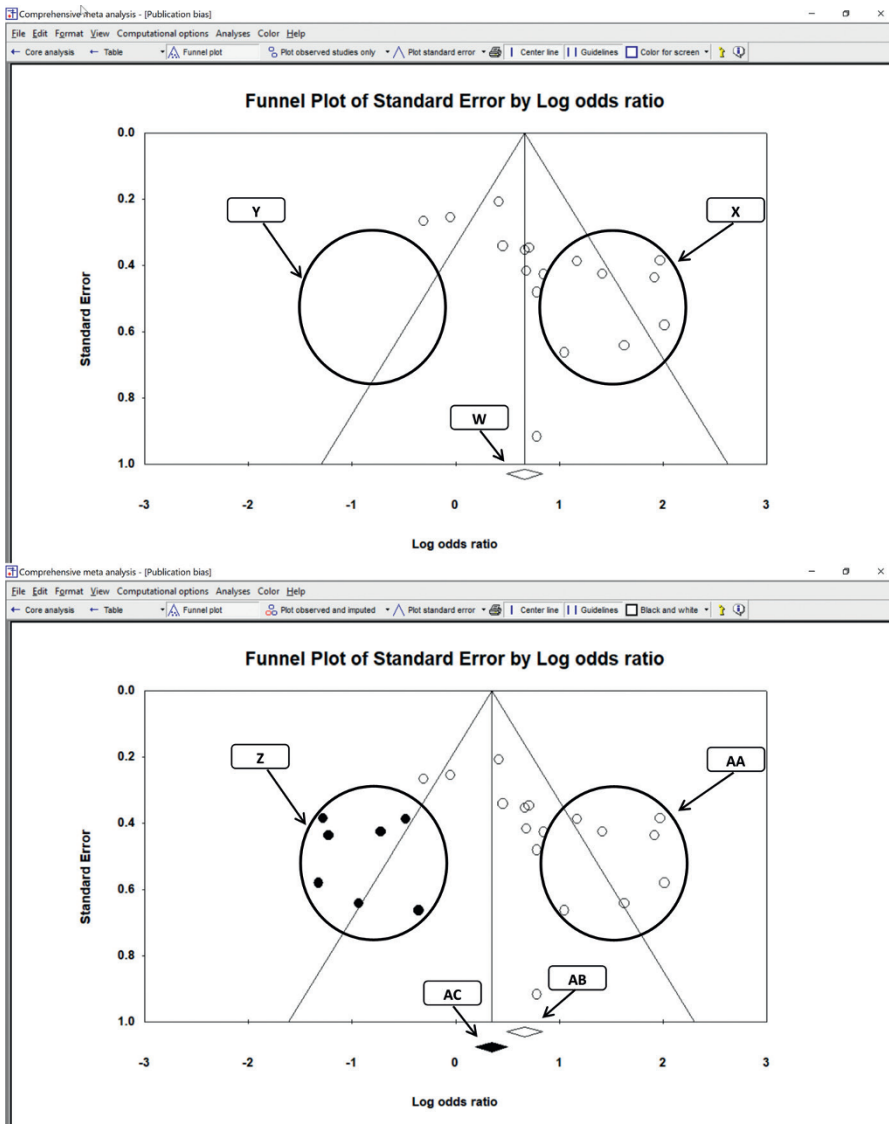 Comprehensive meta analysis - [Publication bias]
File Edit Format View Computational options Analyses Color Help
← Core analysis ← Table Funnel plot Plot observed studies only Plot standard error Center line Guidelines Color for screen
Funnel Plot of Standard Error by Log odds ratio
0.0
0.2
Y
X
0.4
Standard Error
0.6
0.8
W
1.0
-3 -2 -1 0 1 2 3
Log odds ratio
Comprehensive meta analysis - [Publication bias]
File Edit Format View Computational options Analyses Color Help
← Core analysis ← Table Funnel plot Plot observed and imputed Plot standard error Center line Guidelines Black and white
Funnel Plot of Standard Error by Log odds ratio
0.0
0.2
Z
AA
0.4
Standard Error
0.6
0.8
AC
AB
1.0
-3 -2 -1 0 1 2 3
Log odds ratio